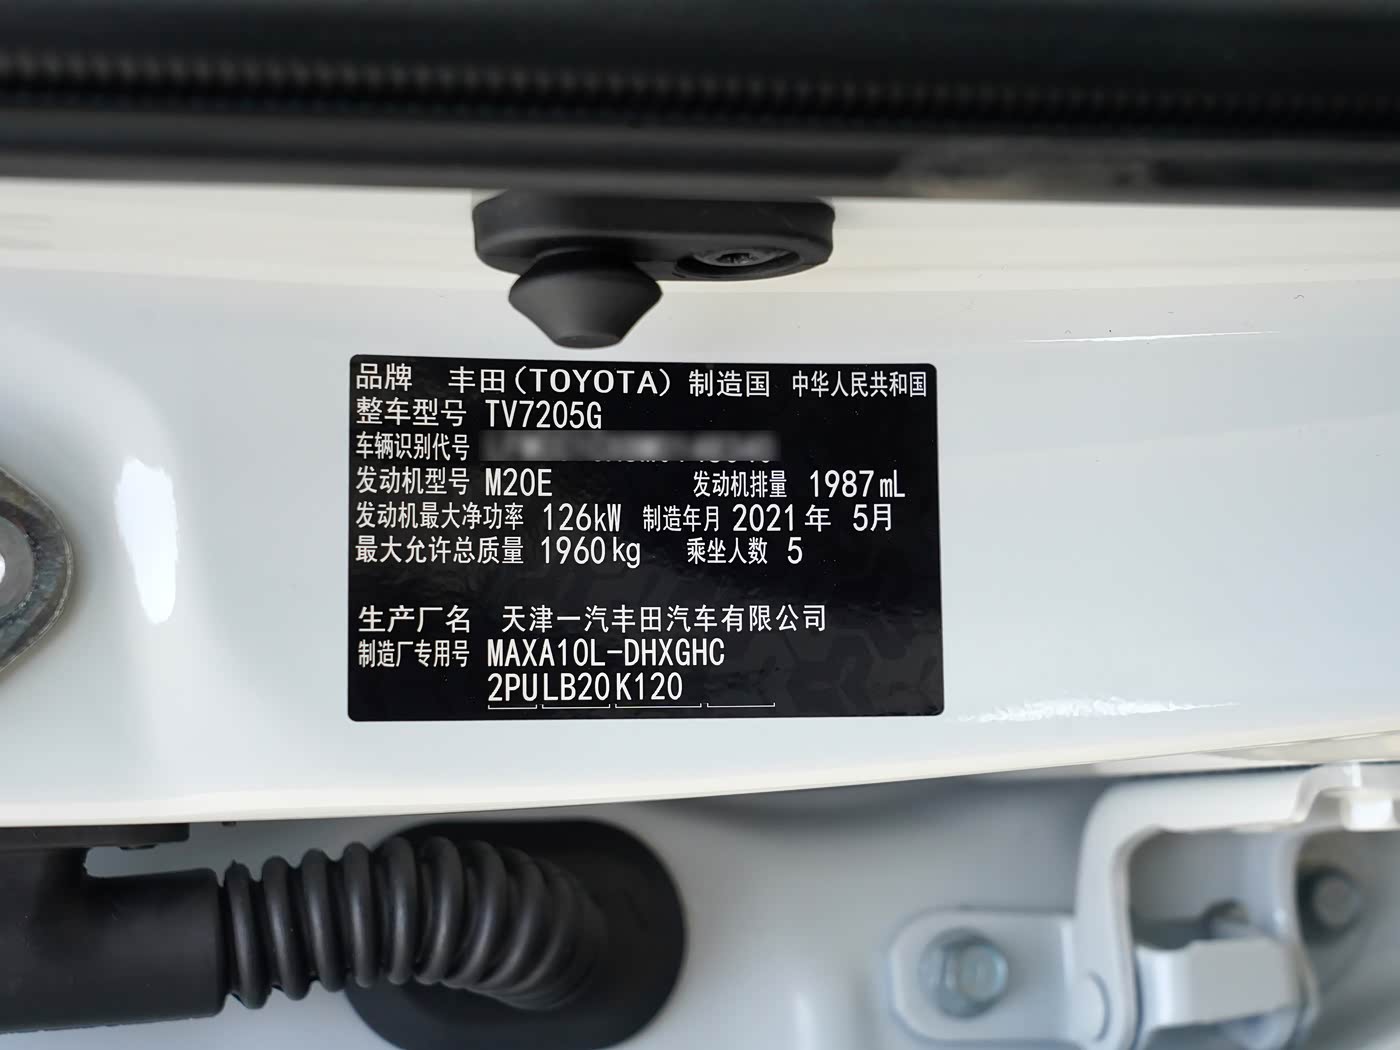 品牌 丰田(TOYOTA) 制造国 中华人民共和国
整车型号 TV7205G
车辆识别代号
发动机型号 M20E 发动机排量 1987mL
发动机最大净功率 126kW 制造年月 2021年 5月
最大允许总质量 1960kg 乘坐人数 5
生产厂名 天津一汽丰田汽车有限公司
制造厂专用号 MAXA10L-DHXGHC
2PULB20K120